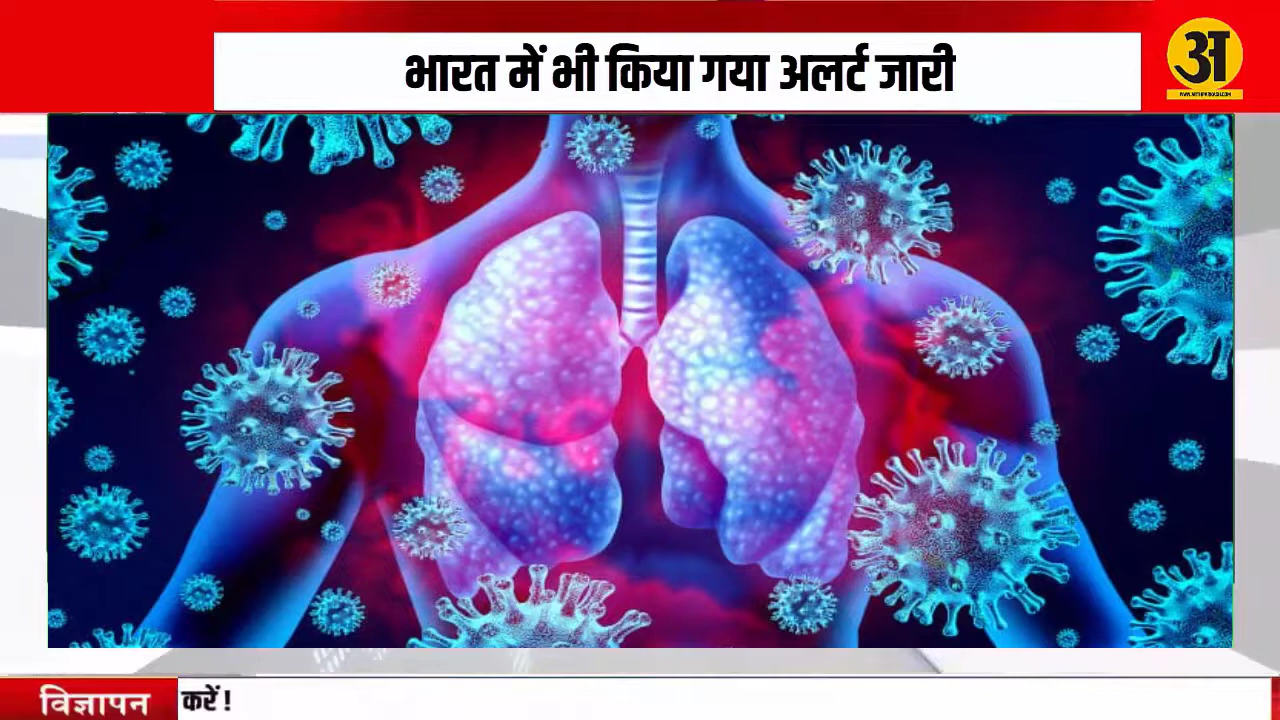 भारत में भी किया गया अलर्ट जारी
अ
विज्ञापन
करें !